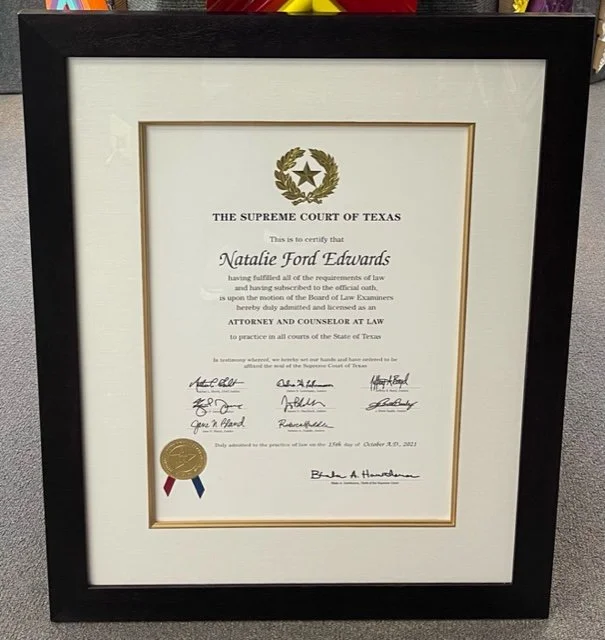 THE SUPREME COURT OF TEXAS
This is to certify that
Natalie Ford Edwards
having fulfilled all of the requirements of law
and having subscribed to the official oath,
is upon the motion of the Board of Law Examiners
hereby duly admitted and licensed as an
ATTORNEY AND COUNSELOR AT LAW
to practice in all courts of the State of Texas
In testimony whereof, we hereby set our hands and have ordered to be
affixed the seal of the Supreme Court of Texas
Duly admitted to the practice of law on the 15th day of October A.D., 2021
Blake A. Hawthorne